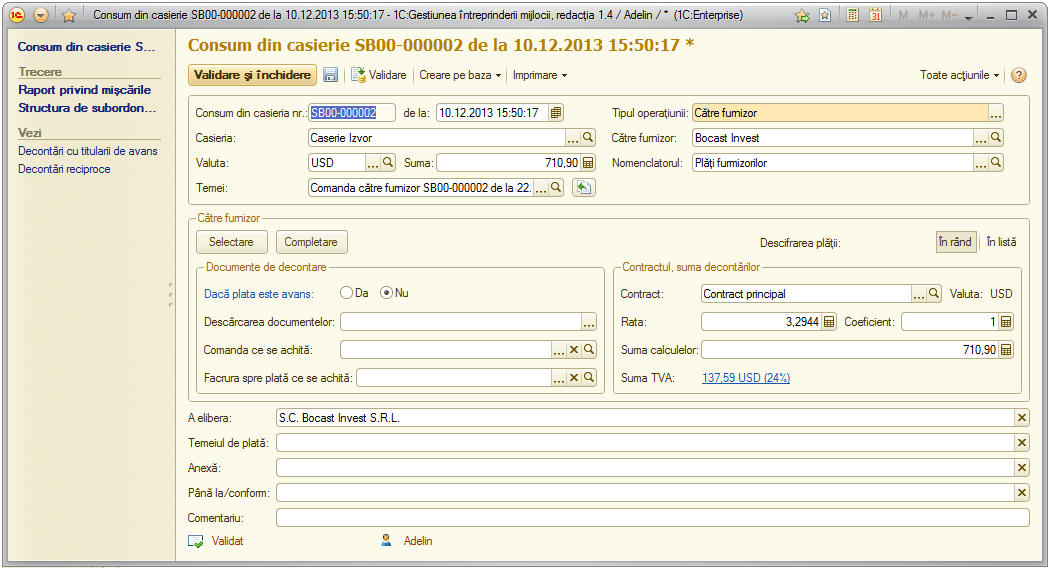 Consum din casierie SB00-000002 de la 10.12.2013 15:50:17 - 1C:Gestiunea întreprinderii mijlocii, redacția 1.4 / Adelin / * (1C:Enterprise)
M M+ M-
Consum din casierie S...
Trecere
Raport privind mișcările
Structura de subordon...
Vezi
Decontări cu titularii de avans
Decontări reciproce
Consum din casierie SB00-000002 de la 10.12.2013 15:50:17 *
Validare și închidere Validare Creare pe baza Imprimare Toate acțiunile ?
Consum din casieria nr.: SB00-000002 de la: 10.12.2013 15:50:17 Tipul operațiunii: Către furnizor ...
Casieria: Caserie Izvor ... Către furnizor: Bocast Invest ...
Valuta: USD ... Suma: 710,90 Nomenclatorul: Plăți furnizorilor ...
Temei: Comanda către furnizor SB00-000002 de la 22. ...
Către furnizor
Selectare Completare Descifrarea plății: În rând În listă
Documente de decontare Contractul, suma decontărilor
Dacă plata este avans: Da Nu Contract: Contract principal ... Valuta: USD
Descărcarea documentelor: ... Rata: 3,2944 Coeficient: 1
Comanda ce se achită: ... Suma calculelor: 710,90
Facrura spre plată ce se achită: ... Suma TVA: 137,59 USD (24%)
A elibera: S.C. Bocast Invest S.R.L.
Temeiul de plată:
Anexă:
Până la/conform:
Comentariu:
Validat Adelin